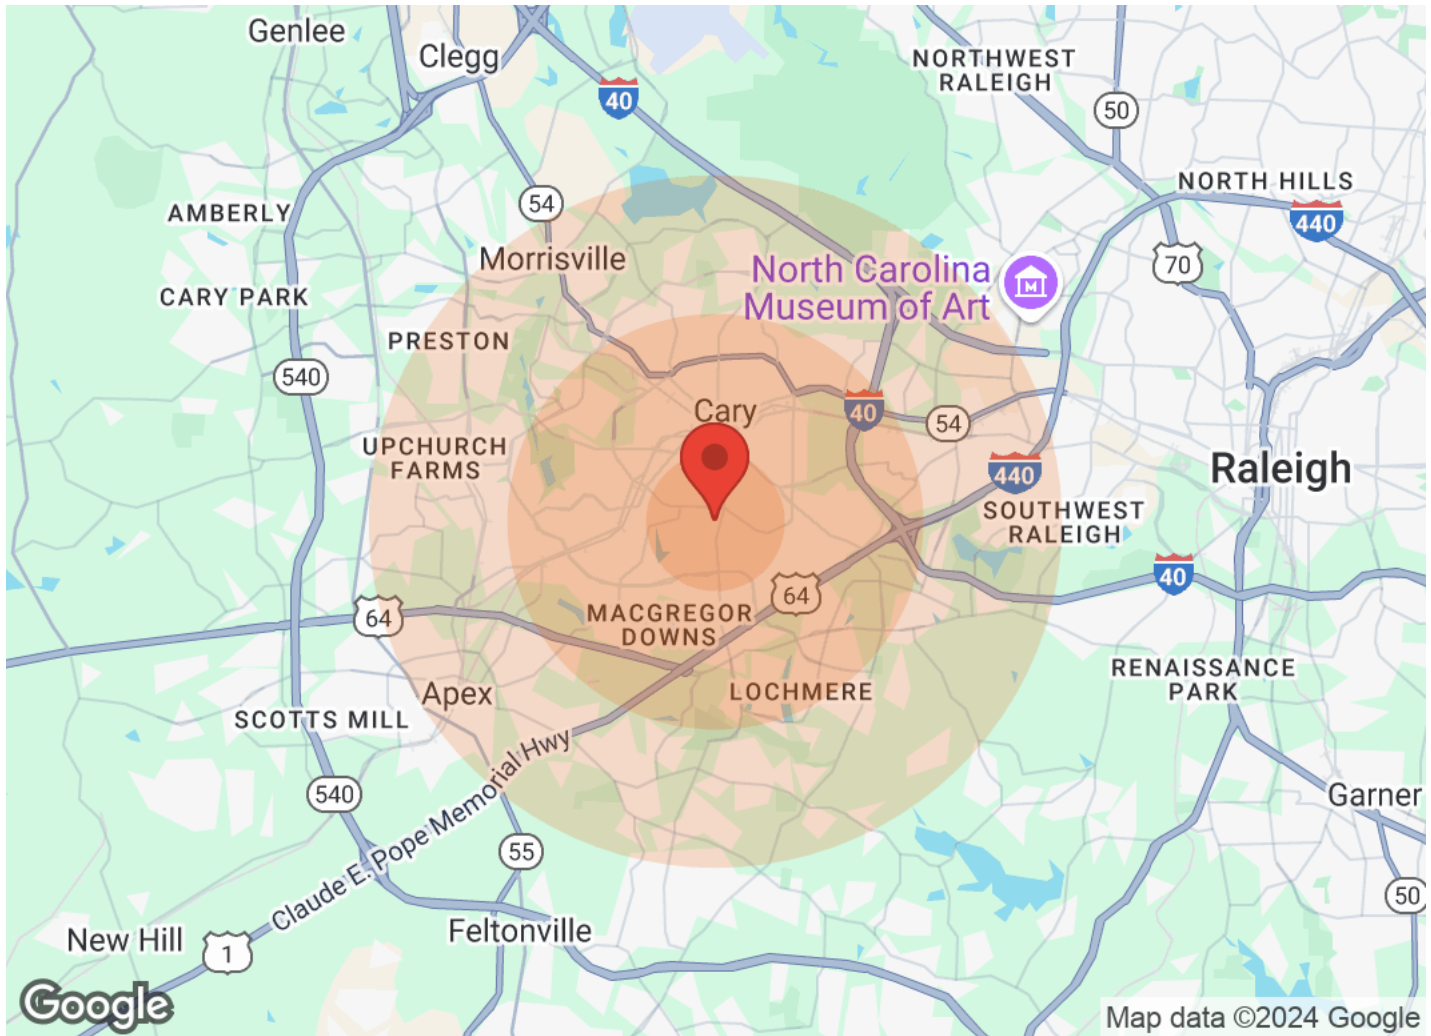 Genlee
Clegg
40
NORTHWEST
RALEIGH
50
NORTH HILLS
440
54
AMBERLY
Morrisville
North Carolina
Museum of Art
70
CARY PARK
PRESTON
540
Cary
40
54
UPCHURCH
FARMS
440
Raleigh
SOUTHWEST
RALEIGH
40
64
64
MACGREGOR
DOWNS
RENAISSANCE
PARK
Apex
LOCHMERE
SCOTTS MILL
540
Claude E. Pope Memorial Hwy
Garner
55
50
New Hill
1
Feltonville
Google
Map data ©2024 Google